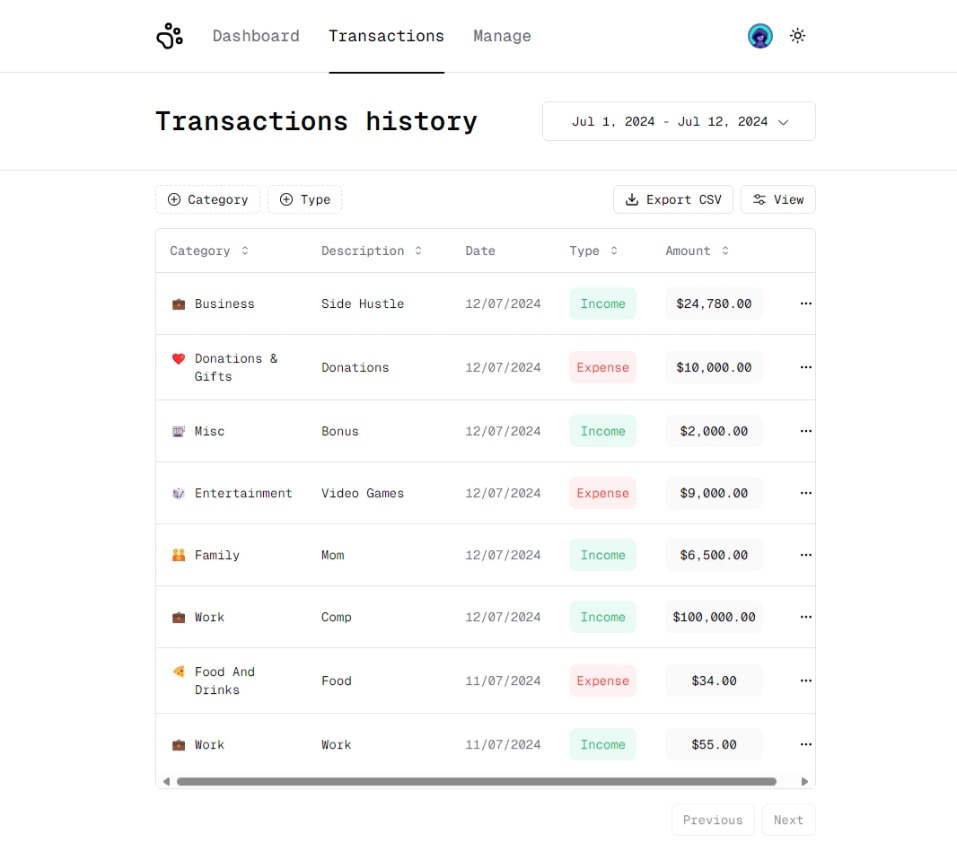 Dashboard Transactions Manage
Transactions history
Jul 1, 2024 - Jul 12, 2024
Category Type Export CSV View
Category Description Date Type Amount
Business Side Hustle 12/07/2024 Income $24,780.00 ...
Donations & Gifts Donations 12/07/2024 Expense $10,000.00 ...
Misc Bonus 12/07/2024 Income $2,000.00 ...
Entertainment Video Games 12/07/2024 Expense $9,000.00 ...
Family Mom 12/07/2024 Income $6,500.00 ...
Work Comp 12/07/2024 Income $100,000.00 ...
Food And Drinks Food 11/07/2024 Expense $34.00 ...
Work Work 11/07/2024 Income $55.00 ...
Previous Next